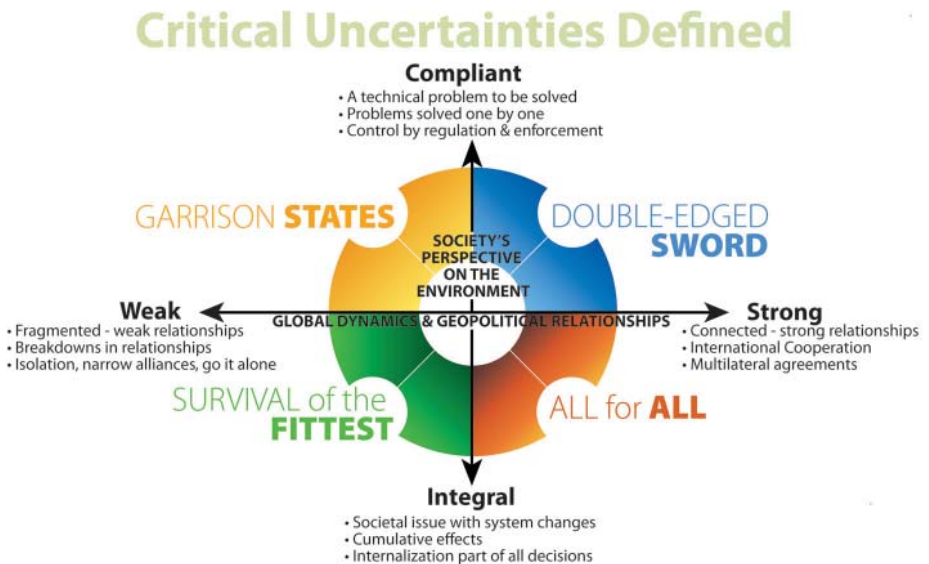 Critical Uncertainties Defined
Compliant
• A technical problem to be solved
• Problems solved one by one
• Control by regulation & enforcement
GARRISON STATES
DOUBLE-EDGED
SWORD
SOCIETY'S
PERSPECTIVE
ON THE
ENVIRONMENT
Weak
• Fragmented - weak relationships
• Breakdowns in relationships
• Isolation, narrow alliances, go it alone
GLOBAL DYNAMICS & GEOPOLITICAL RELATIONSHIPS
Strong
• Connected - strong relationships
• International Cooperation
• Multilateral agreements
SURVIVAL of the
FITTEST
ALL for ALL
Integral
• Societal issue with system changes
• Cumulative effects
• Internalization part of all decisions